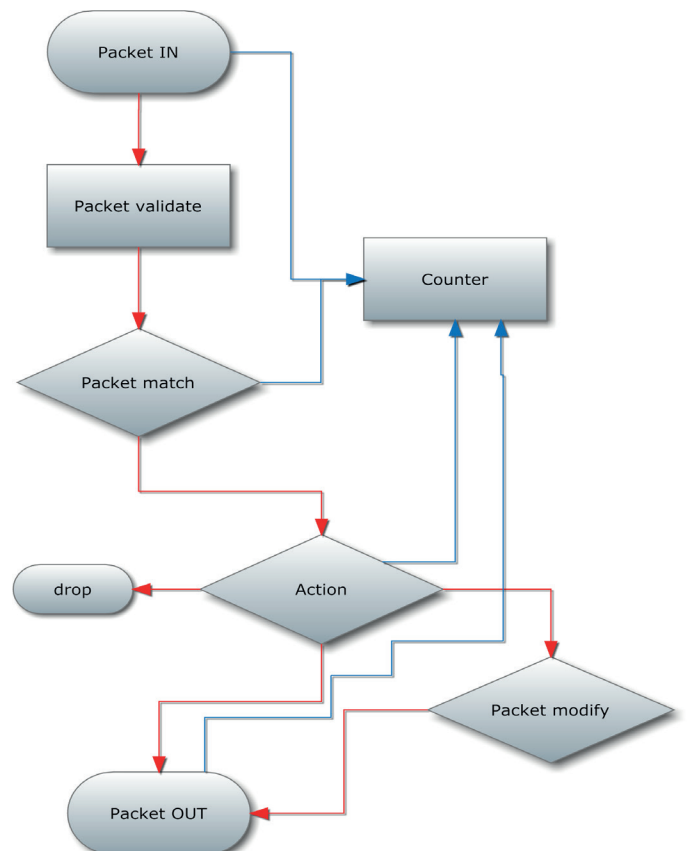 Packet IN
Packet validate
Counter
Packet match
drop
Action
Packet modify
Packet OUT